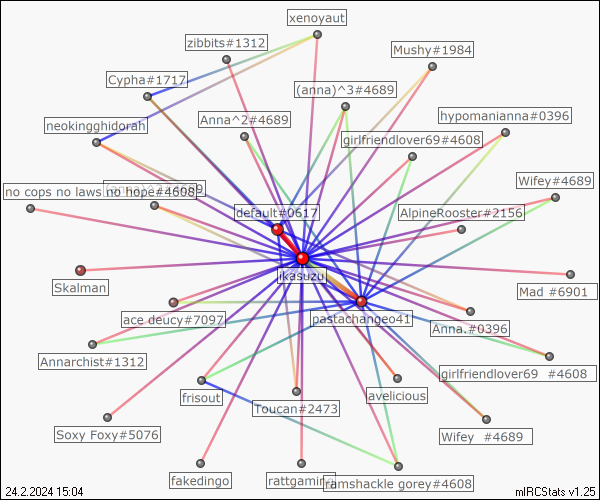 xenoyaut
zibbits#1312
Mushy#1984
Cypha#1717
(anna)^3#4689
hypomanianna#0396
Anna^2#4689
neokingghidorah
girlfriendlover69#4608
Wifey#4689
no cops no laws no hope#4608
default#0617
AlpineRooster#2156
ikasuzu
Skalman
Mad #6901
ace deucy#7097
pastachangeo41
Anna.#0396
Annarchist#1312
girlfriendlover69 #4608
frisout
Toucan#2473
avelicious
Soxy Foxy#5076
Wifey #4689
fakedingo
rattgaming
ramshackle gorey#4608
24.2.2024 15:04
mIRCStats v1.25